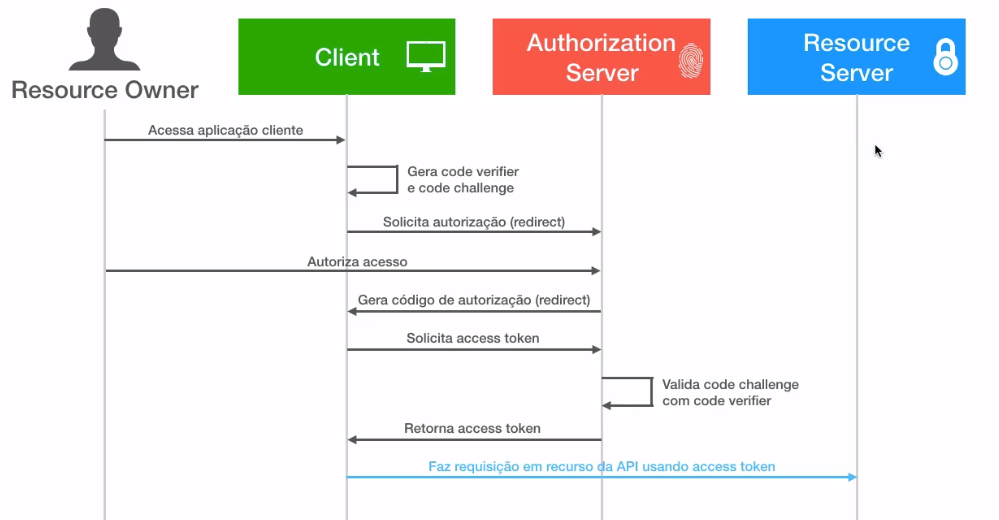 Resource Owner
Client
Authorization
Server
Resource
Server
Acessa aplicação cliente
Gera code verifier
e code challenge
Solicita autorização (redirect)
Autoriza acesso
Gera código de autorização (redirect)
Solicita access token
Valida code challenge
com code verifier
Retorna access token
Faz requisição em recurso da API usando access token